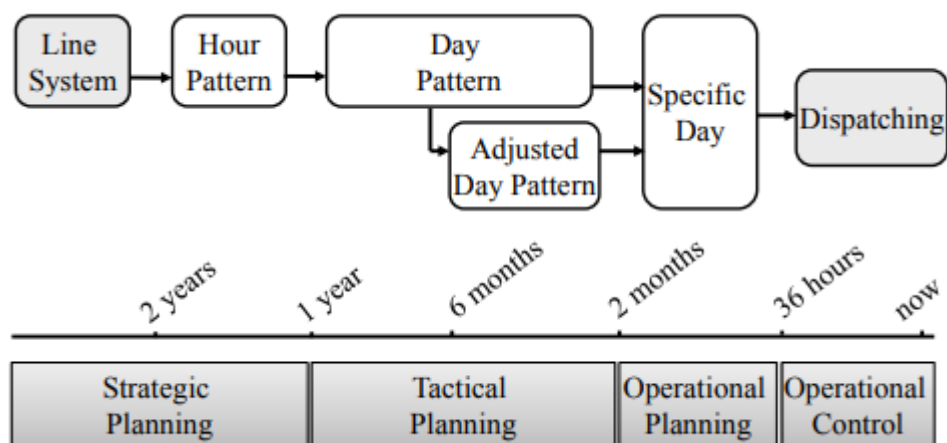 Line
System
Hour
Pattern
Day
Pattern
Specific
Day
Dispatching
Adjusted
Day Pattern
2 years
1 year
6 months
2 months
36 hours
now
Strategic
Planning
Tactical
Planning
Operational
Planning
Operational
Control